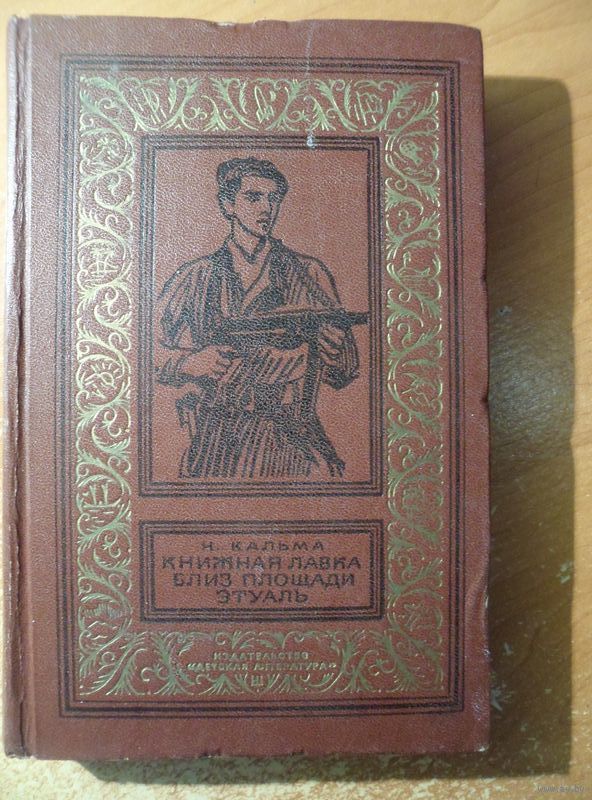 Н. КАЛЬМА
КНИЖНАЯ ЛАВКА
БЛИЗ ПЛОЩАДИ
ЭТУАЛЬ
ИЗДАТЕЛЬСТВО
«ДЕТСКАЯ ЛИТЕРАТУРА»